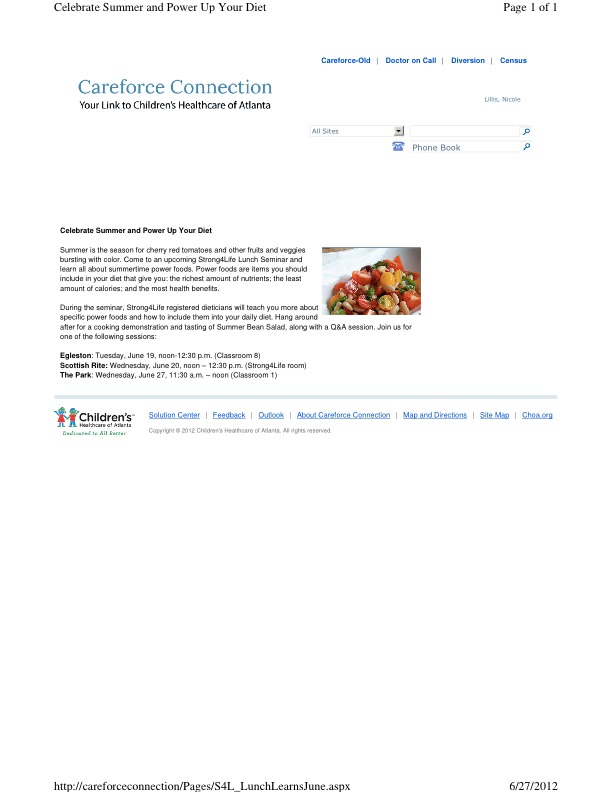 Celebrate Summer and Power Up Your Diet
Page 1 of 1
Careforce-Old | Doctor on Call | Diversion | Census
Careforce Connection
Your Link to Children's Healthcare of Atlanta
Lillis, Nicole
All Sites
Phone Book
Celebrate Summer and Power Up Your Diet
Summer is the season for cherry red tomatoes and other fruits and veggies
bursting with color. Come to an upcoming Strong4Life Lunch Seminar and
learn all about summertime power foods. Power foods are items you should
include in your diet that give you: the richest amount of nutrients; the least
amount of calories; and the most health benefits.
During the seminar, Strong4Life registered dieticians will teach you more about
specific power foods and how to include them into your daily diet. Hang around
after for a cooking demonstration and tasting of Summer Bean Salad, along with a Q&A session. Join us for
one of the following sessions:
Egleston: Tuesday, June 19, noon-12:30 p.m. (Classroom 8)
Scottish Rite: Wednesday, June 20, noon – 12:30 p.m. (Strong4Life room)
The Park: Wednesday, June 27, 11:30 a.m. – noon (Classroom 1)
Children's™
Healthcare of Atlanta
Dedicated to All Better
Solution Center | Feedback | Outlook | About Careforce Connection | Map and Directions | Site Map | Choa.org
Copyright © 2012 Children's Healthcare of Atlanta. All rights reserved.
http://careforceconnection/Pages/S4L_LunchLearnsJune.aspx
6/27/2012